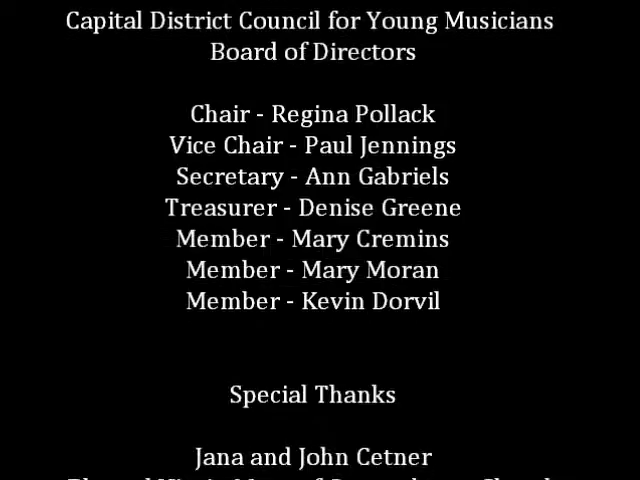 Capital District Council for Young Musicians
Board of Directors
Chair - Regina Pollack
Vice Chair - Paul Jennings
Secretary - Ann Gabriels
Treasurer - Denise Greene
Member - Mary Cremins
Member - Mary Moran
Member - Kevin Dorvil
Special Thanks
Jana and John Cetner